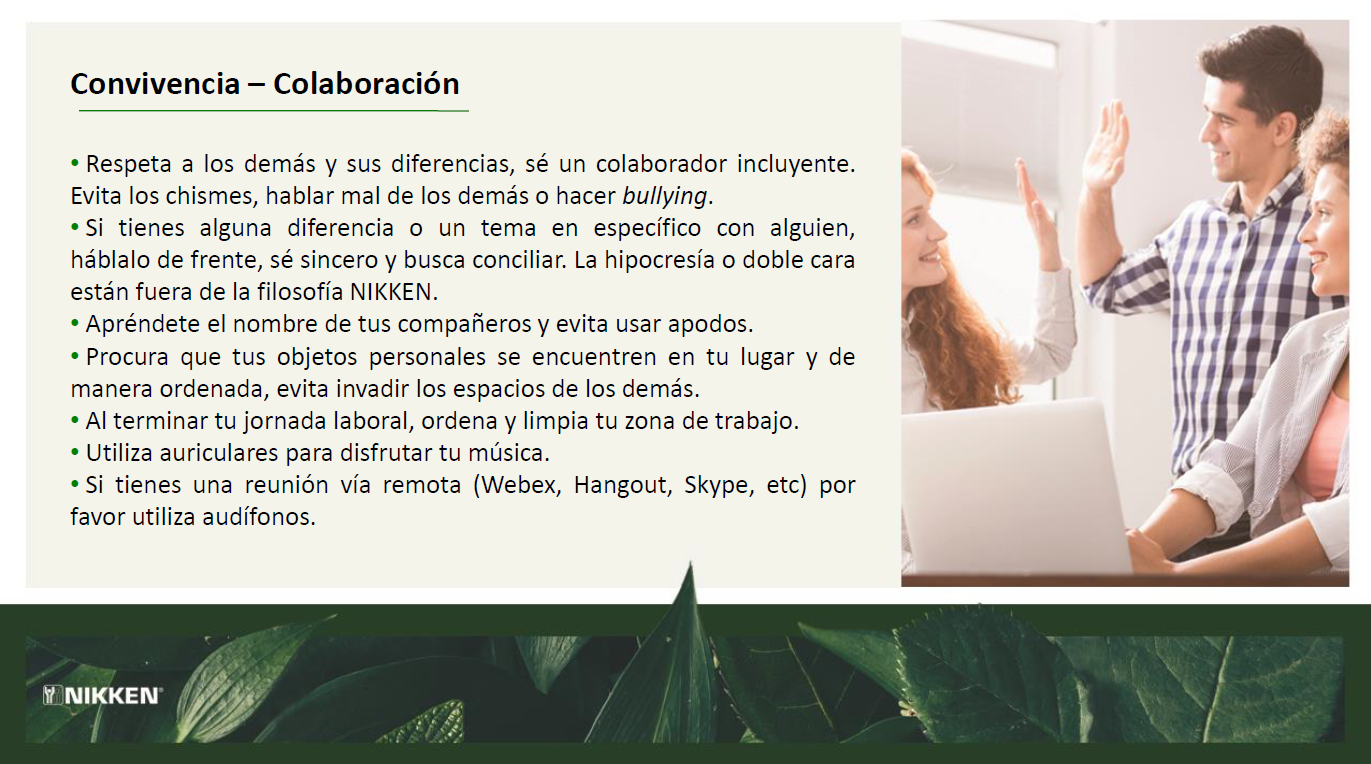 Convivencia – Colaboración
• Respeta a los demás y sus diferencias, sé un colaborador incluyente.
Evita los chismes, hablar mal de los demás o hacer bullying.
• Si tienes alguna diferencia o un tema en específico con alguien,
háblalo de frente, sé sincero y busca conciliar. La hipocresía o doble cara
están fuera de la filosofía NIKKEN.
• Apréndete el nombre de tus compañeros y evita usar apodos.
• Procura que tus objetos personales se encuentren en tu lugar y de
manera ordenada, evita invadir los espacios de los demás.
• Al terminar tu jornada laboral, ordena y limpia tu zona de trabajo.
• Utiliza auriculares para disfrutar tu música.
• Si tienes una reunión vía remota (Webex, Hangout, Skype, etc) por
favor utiliza audífonos.
NIKKEN®